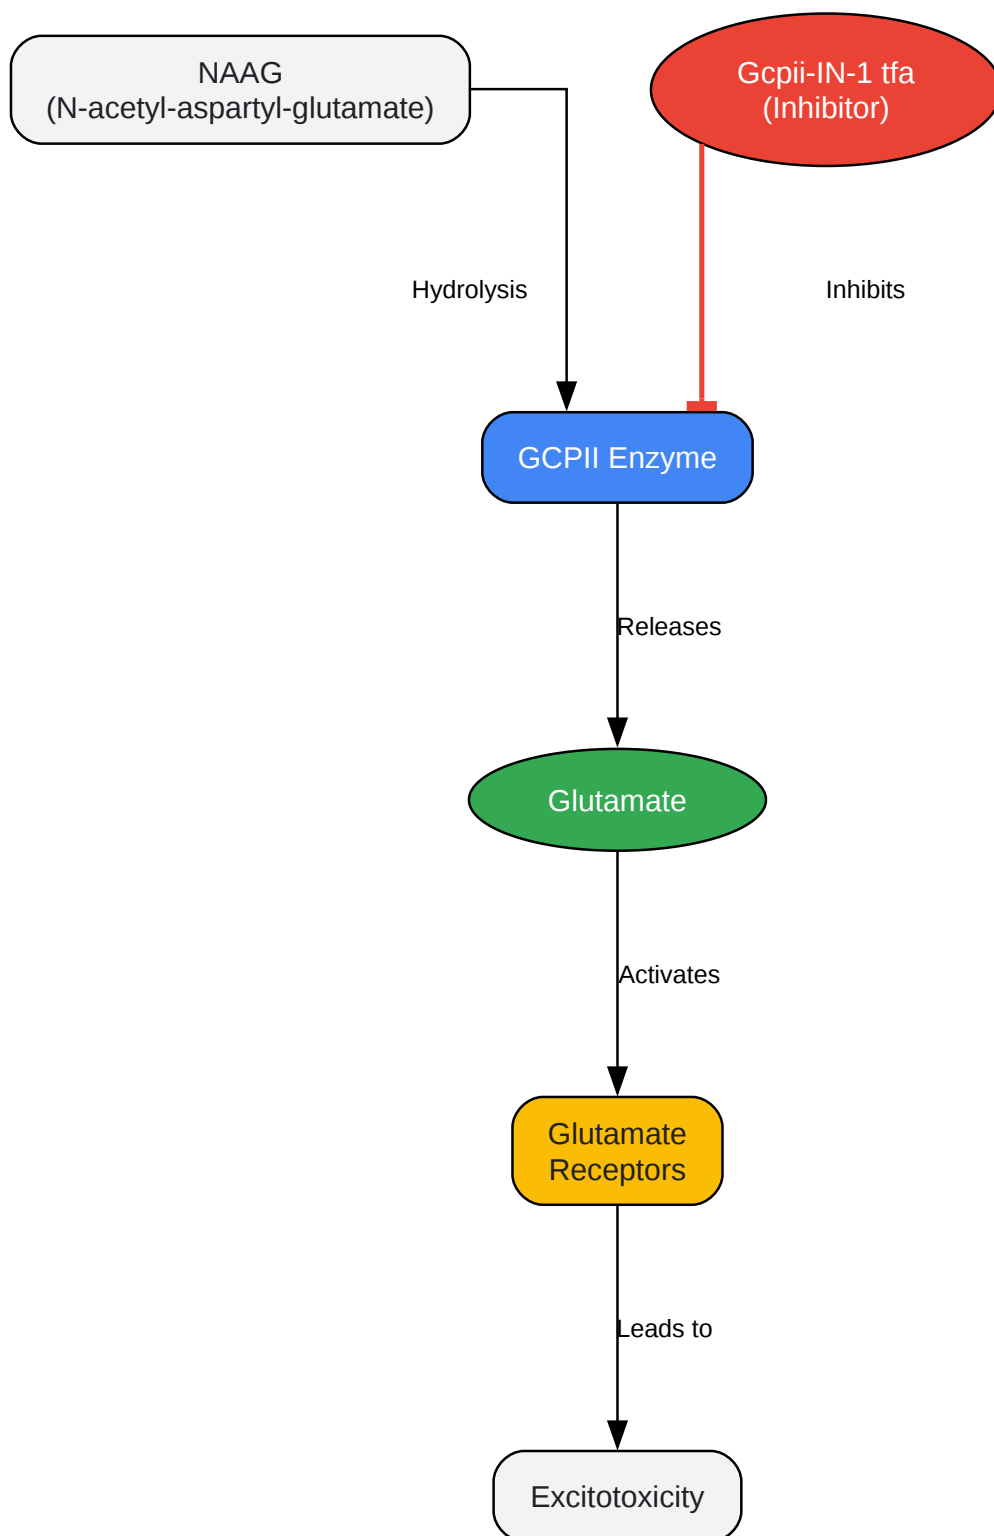 NAAG
(N-acetyl-aspartyl-glutamate)
Gcpii-IN-1 tfa
(Inhibitor)
Hydrolysis
Inhibits
GCPII Enzyme
Releases
Glutamate
Activates
Glutamate
Receptors
Leads to
Excitotoxicity